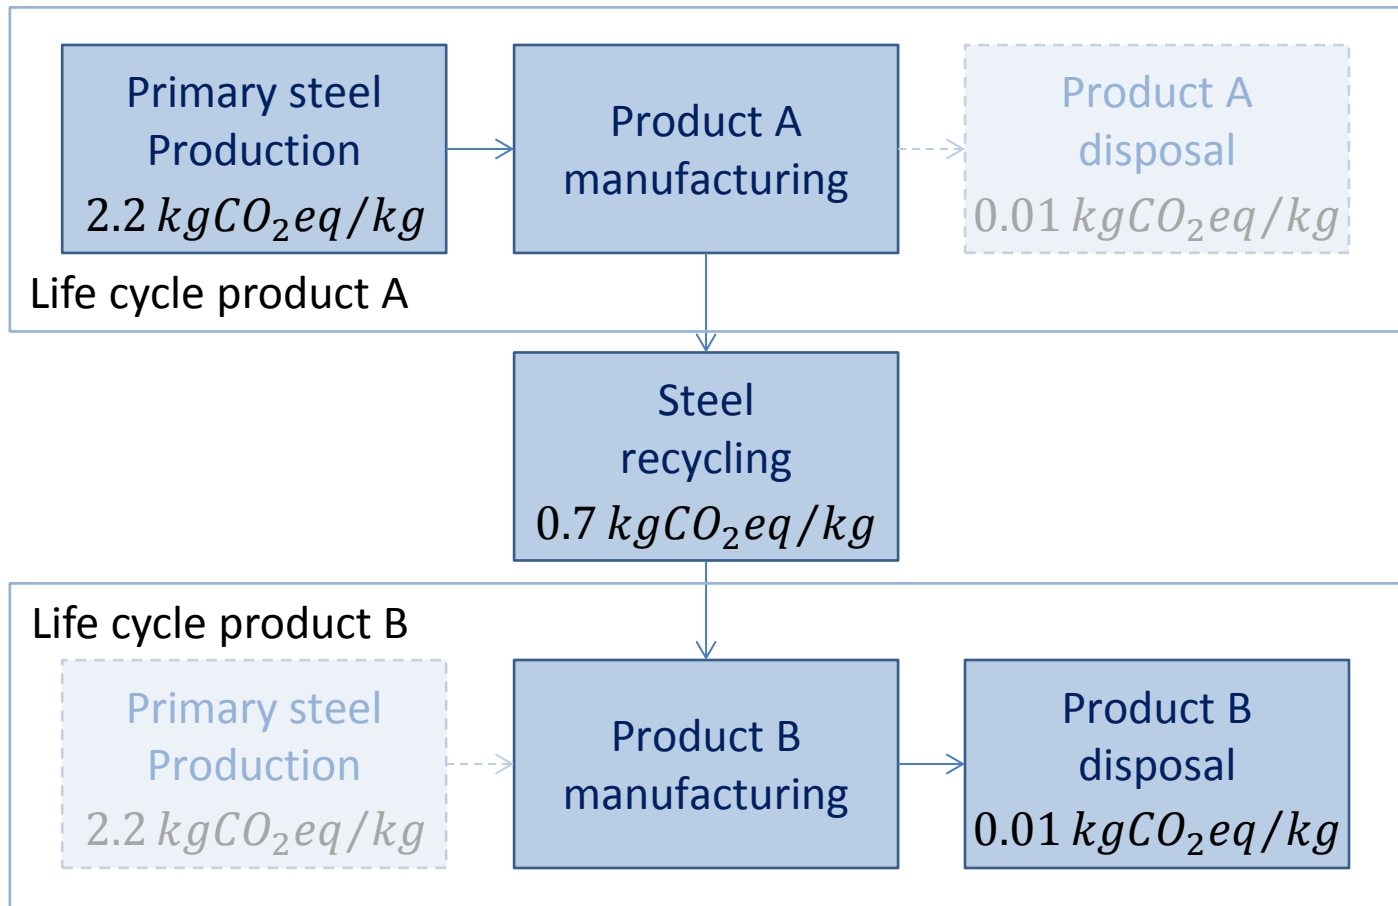 Primary steel
Production
2.2 kgCO₂eq/kg
Product A
manufacturing
Product A
disposal
0.01 kgCO₂eq/kg
Life cycle product A
Steel
recycling
0.7 kgCO₂eq/kg
Life cycle product B
Primary steel
Production
2.2 kgCO₂eq/kg
Product B
manufacturing
Product B
disposal
0.01 kgCO₂eq/kg